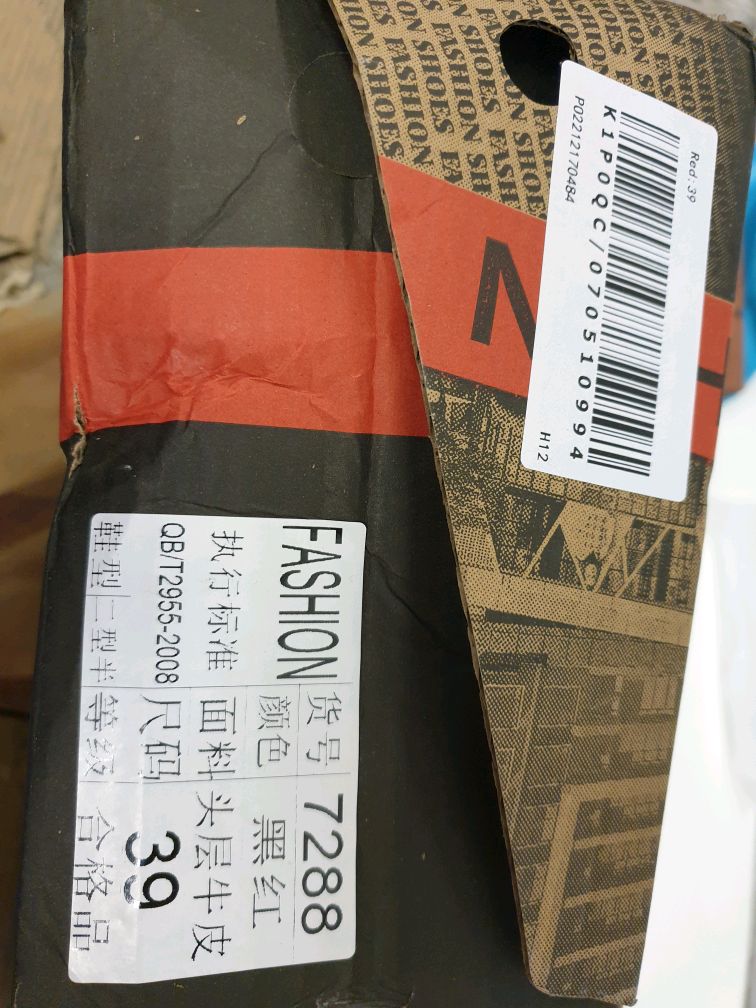 FASHION
货号 7288
颜色 黑红
执行标准
面料 头层牛皮
QB/T2955-2008
尺码 39
鞋型 二型半
等级 合格品
Red:39
K1P0QC/070510994
P02212170484
H12
N
FASHION SHOES